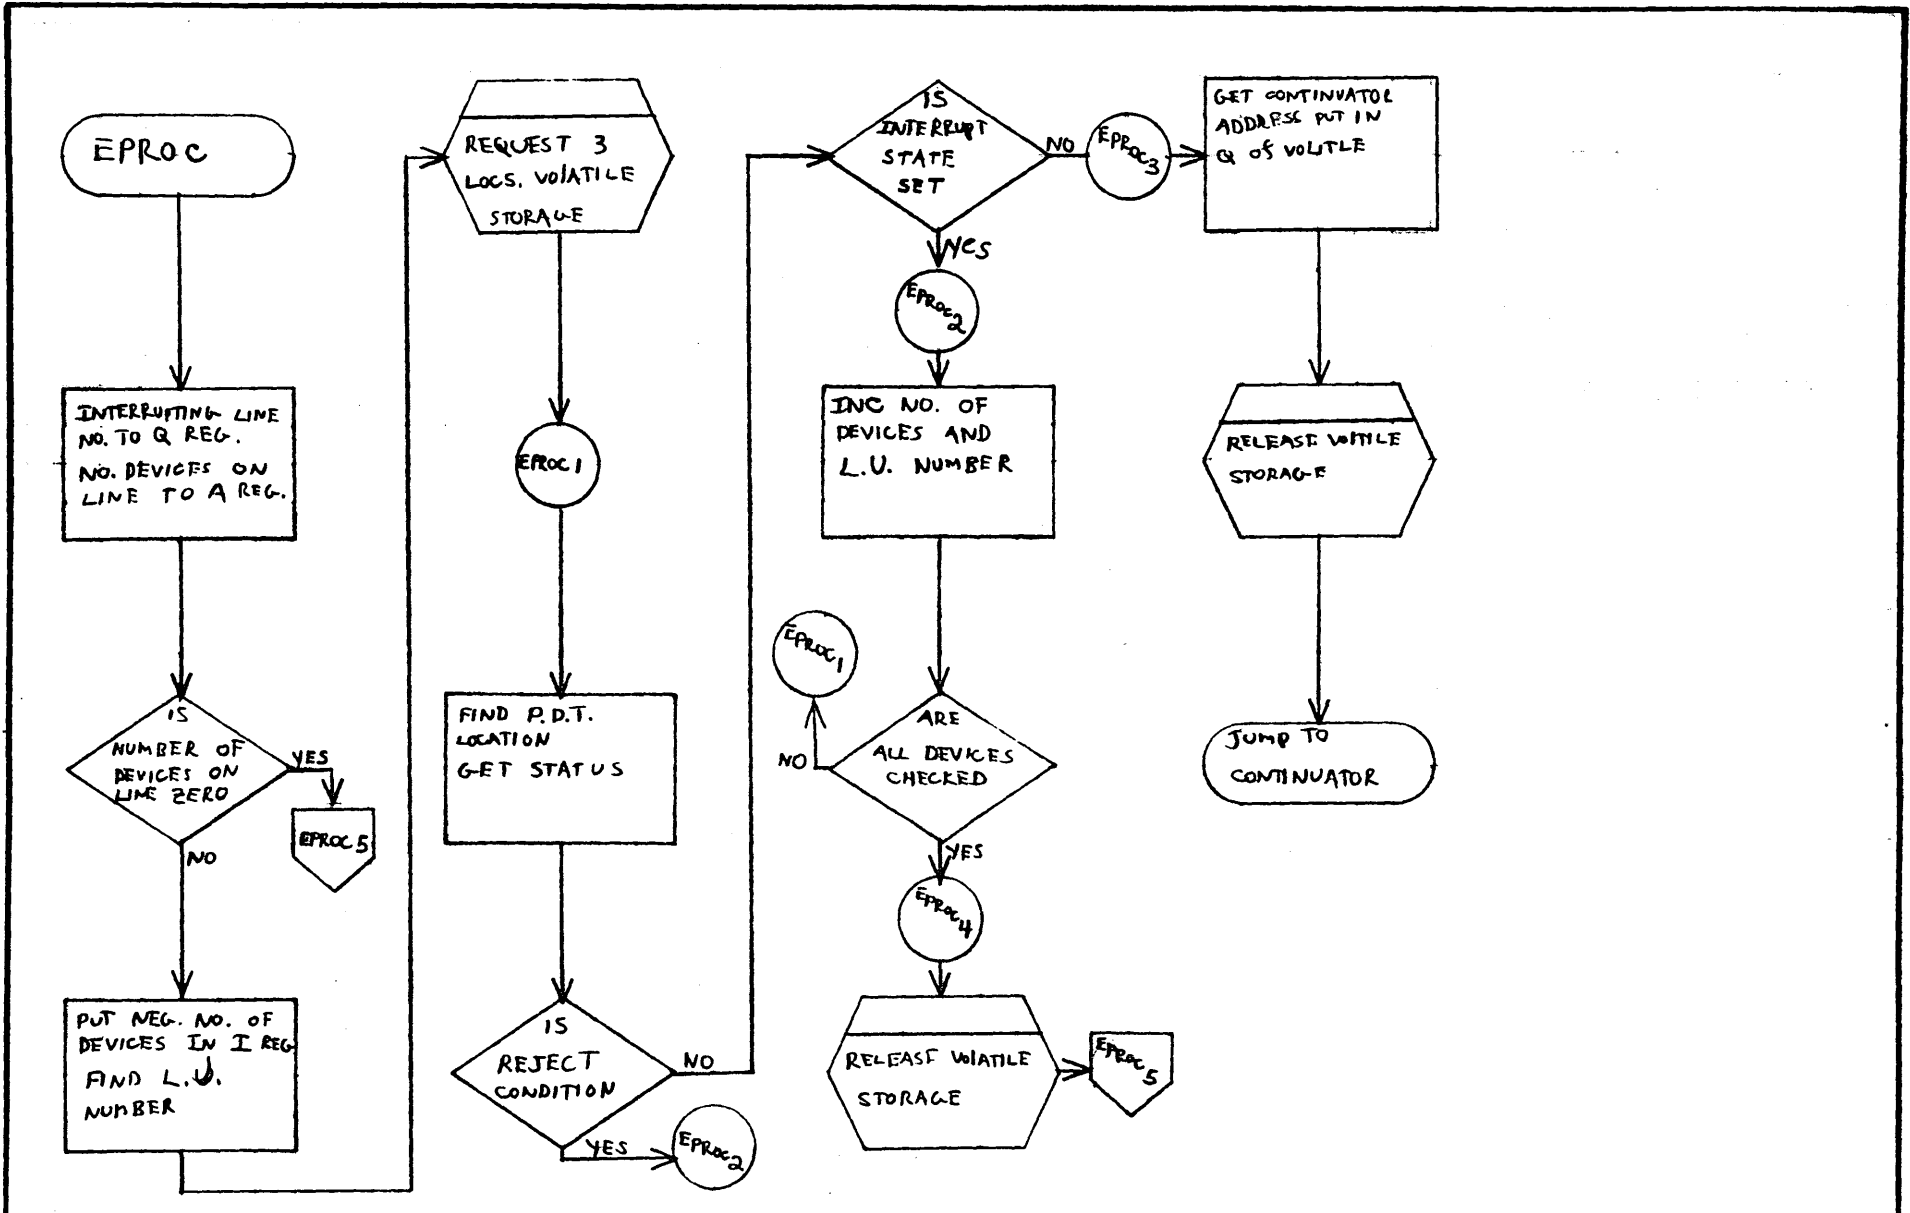 EPROC
INTERRUPTING LINE
NO. TO Q REG.
NO. DEVICES ON
LINE TO A REG.
IS
NUMBER OF
DEVICES ON
LINE ZERO
YES
EPROC 5
NO
PUT NEG. NO. OF
DEVICES IN I REG
FIND L.U.
NUMBER
REQUEST 3
LOCS. VOLATILE
STORAGE
EPROC 1
FIND P.D.T.
LOCATION
GET STATUS
IS
REJECT
CONDITION
NO
YES
EPROC2
IS
INTERRUPT
STATE
SET
NO
EPROC3
YES
EPROC2
INC NO. OF
DEVICES AND
L.U. NUMBER
EPROC1
ARE
ALL DEVICES
CHECKED
NO
YES
EPROC4
RELEASE VOLATILE
STORAGE
EPROC5
GET CONTINUATOR
ADDRESS PUT IN
Q OF VOLITLE
RELEASE VOLTILE
STORAGE
JUMP TO
CONTINUATOR